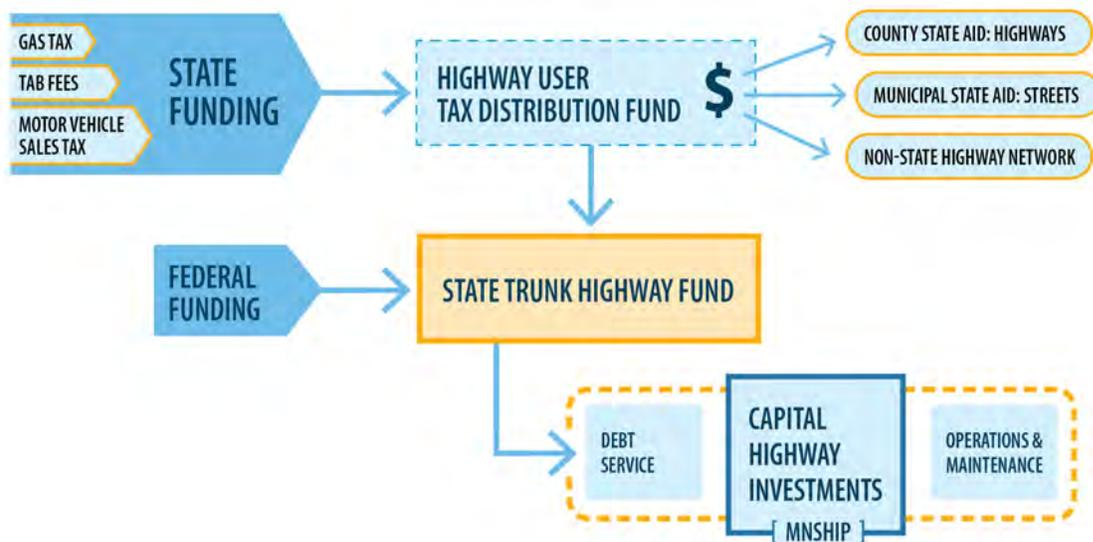 GAS TAX
TAB FEES
MOTOR VEHICLE
SALES TAX
STATE
FUNDING
HIGHWAY USER
TAX DISTRIBUTION FUND
$
COUNTY STATE AID: HIGHWAYS
MUNICIPAL STATE AID: STREETS
NON-STATE HIGHWAY NETWORK
FEDERAL
FUNDING
STATE TRUNK HIGHWAY FUND
DEBT
SERVICE
CAPITAL
HIGHWAY
INVESTMENTS
[ MNSHIP ]
OPERATIONS &
MAINTENANCE